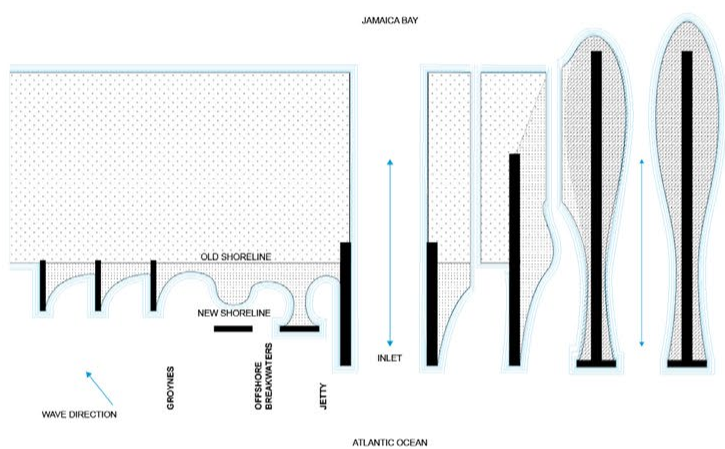 JAMAICA BAY
OLD SHORELINE
NEW SHORELINE
INLET
WAVE DIRECTION
GROYNES
OFFSHORE
BREAKWATERS
JETTY
ATLANTIC OCEAN